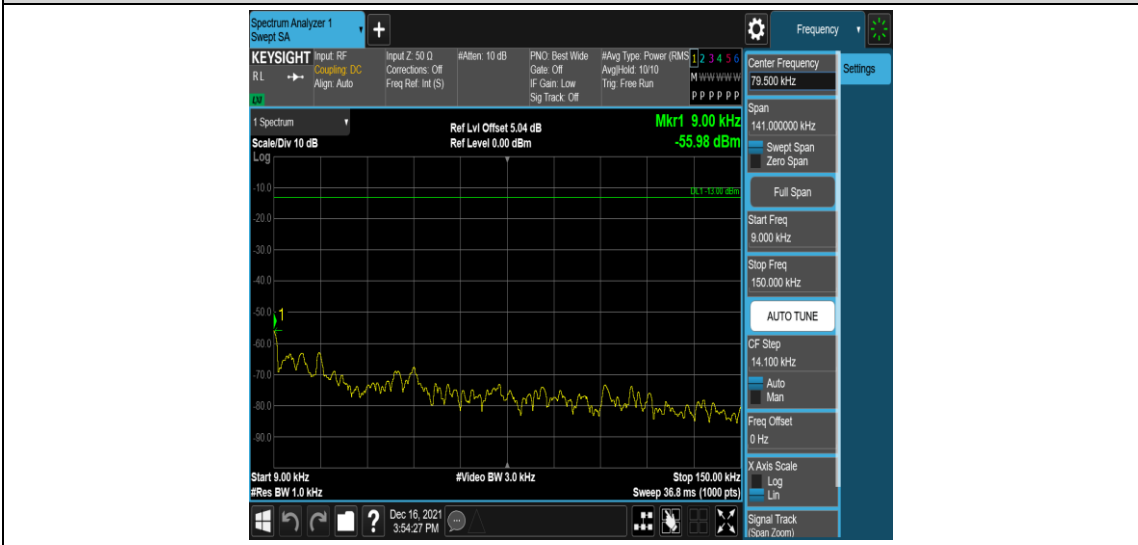 Spectrum Analyzer 1
Swept SA
+
Frequency
KEYSIGHT
RL
LXI
Input: RF
Coupling: DC
Align: Auto
Input Z: 50 Ω
Corrections: Off
Freq Ref: Int (S)
#Atten: 10 dB
PNO: Best Wide
Gate: Off
IF Gain: Low
Sig Track: Off
#Avg Type: Power (RMS
Avg|Hold: 10/10
Trig: Free Run
1 2 3 4 5 6
M W W W W W
P P P P P P
1 Spectrum
Scale/Div 10 dB
Log
Ref Lvl Offset 5.04 dB
Ref Level 0.00 dBm
Mkr1 9.00 kHz
-55.98 dBm
DL1 -13.00 dBm
-10.0
-20.0
-30.0
-40.0
-50.0
1
-60.0
-70.0
-80.0
-90.0
Start 9.00 kHz
#Res BW 1.0 kHz
#Video BW 3.0 kHz
Stop 150.00 kHz
Sweep 36.8 ms (1000 pts)
Center Frequency
79.500 kHz
Settings
Span
141.000000 kHz
Swept Span
Zero Span
Full Span
Start Freq
9.000 kHz
Stop Freq
150.000 kHz
AUTO TUNE
CF Step
14.100 kHz
Auto
Man
Freq Offset
0 Hz
X Axis Scale
Log
Lin
Signal Track
(Span Zoom)
?
Dec 16, 2021
3:54:27 PM